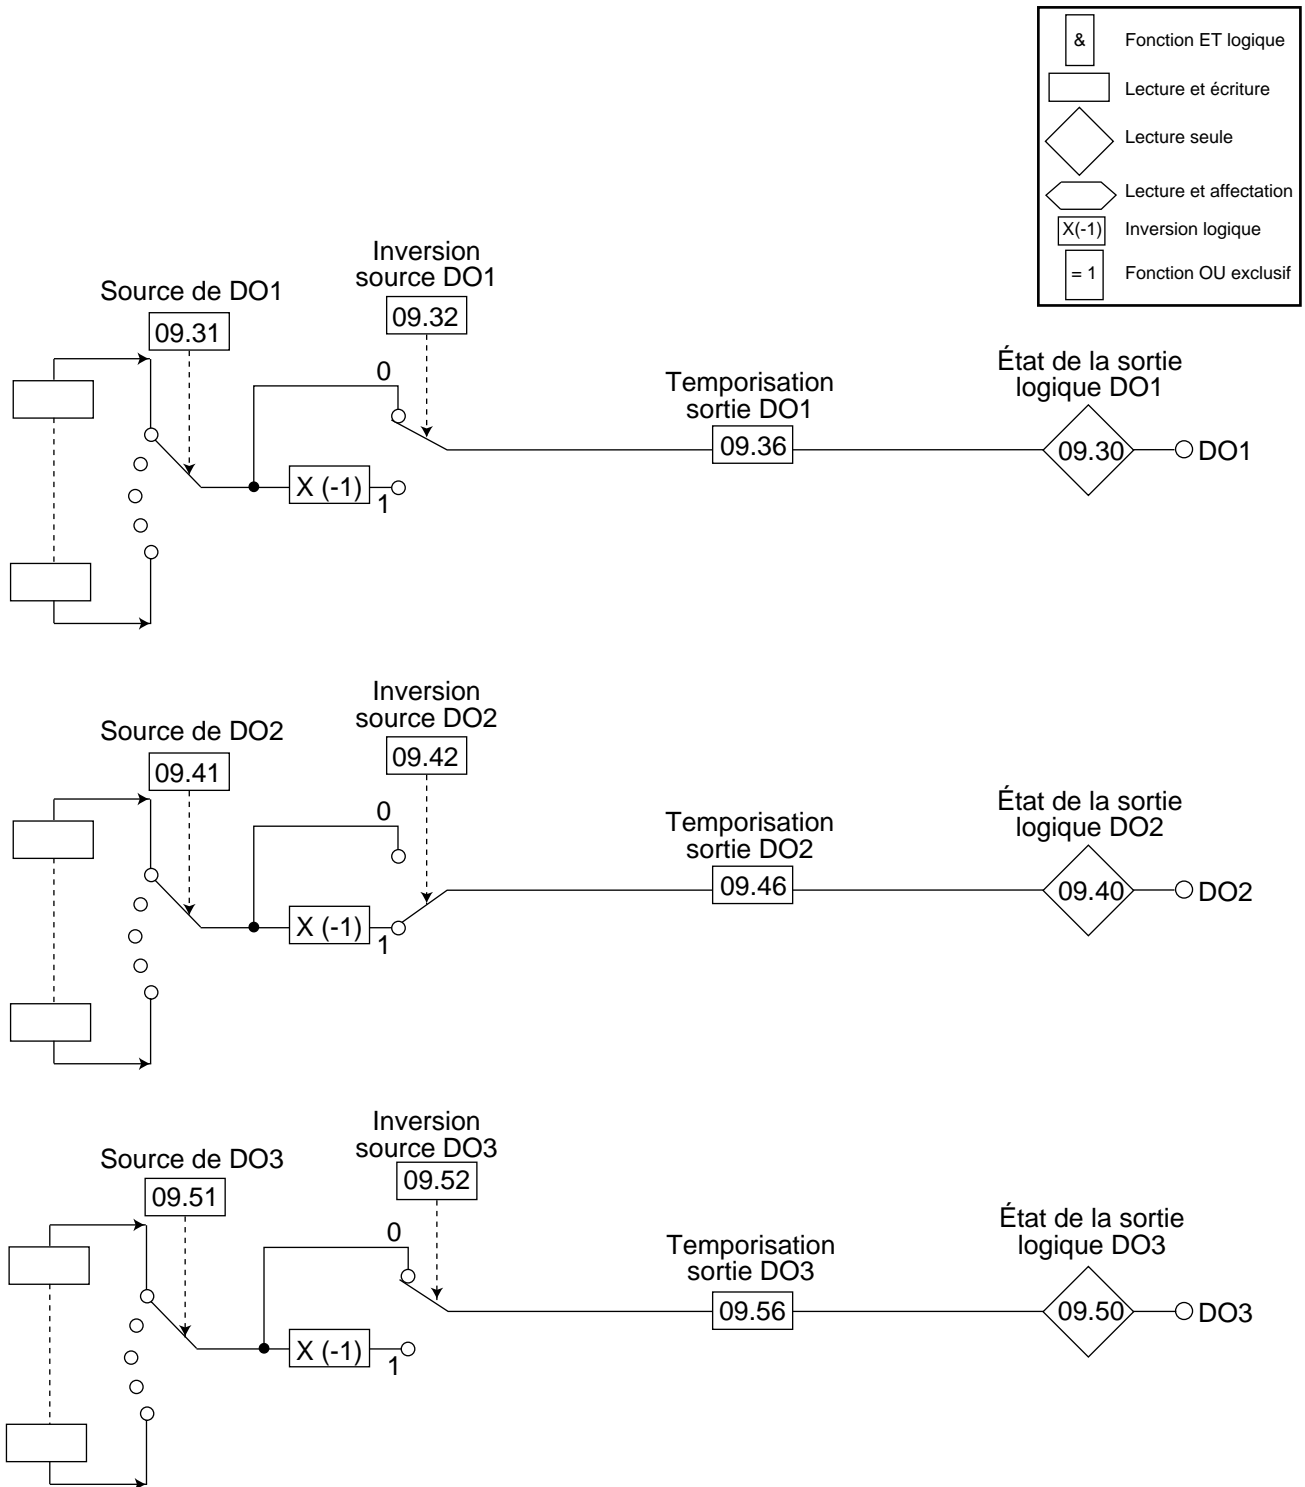 &
Fonction ET logique
Lecture et écriture
Lecture seule
Lecture et affectation
X(-1)
Inversion logique
= 1
Fonction OU exclusif
Source de DO1
09.31
Inversion
source DO1
09.32
0
X (-1)
1
Temporisation
sortie DO1
09.36
État de la sortie
logique DO1
09.30
DO1
Source de DO2
09.41
Inversion
source DO2
09.42
0
X (-1)
1
Temporisation
sortie DO2
09.46
État de la sortie
logique DO2
09.40
DO2
Source de DO3
09.51
Inversion
source DO3
09.52
0
X (-1)
1
Temporisation
sortie DO3
09.56
État de la sortie
logique DO3
09.50
DO3